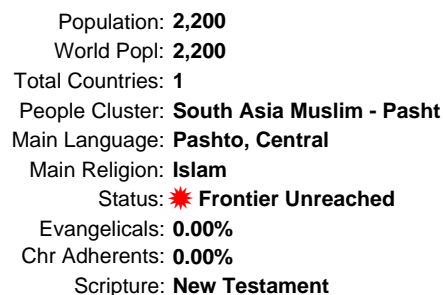 Population: 2,200
World Popl: 2,200
Total Countries: 1
People Cluster: South Asia Muslim - Pasht
Main Language: Pashto, Central
Main Religion: Islam
Status: Frontier Unreached
Evangelicals: 0.00%
Chr Adherents: 0.00%
Scripture: New Testament